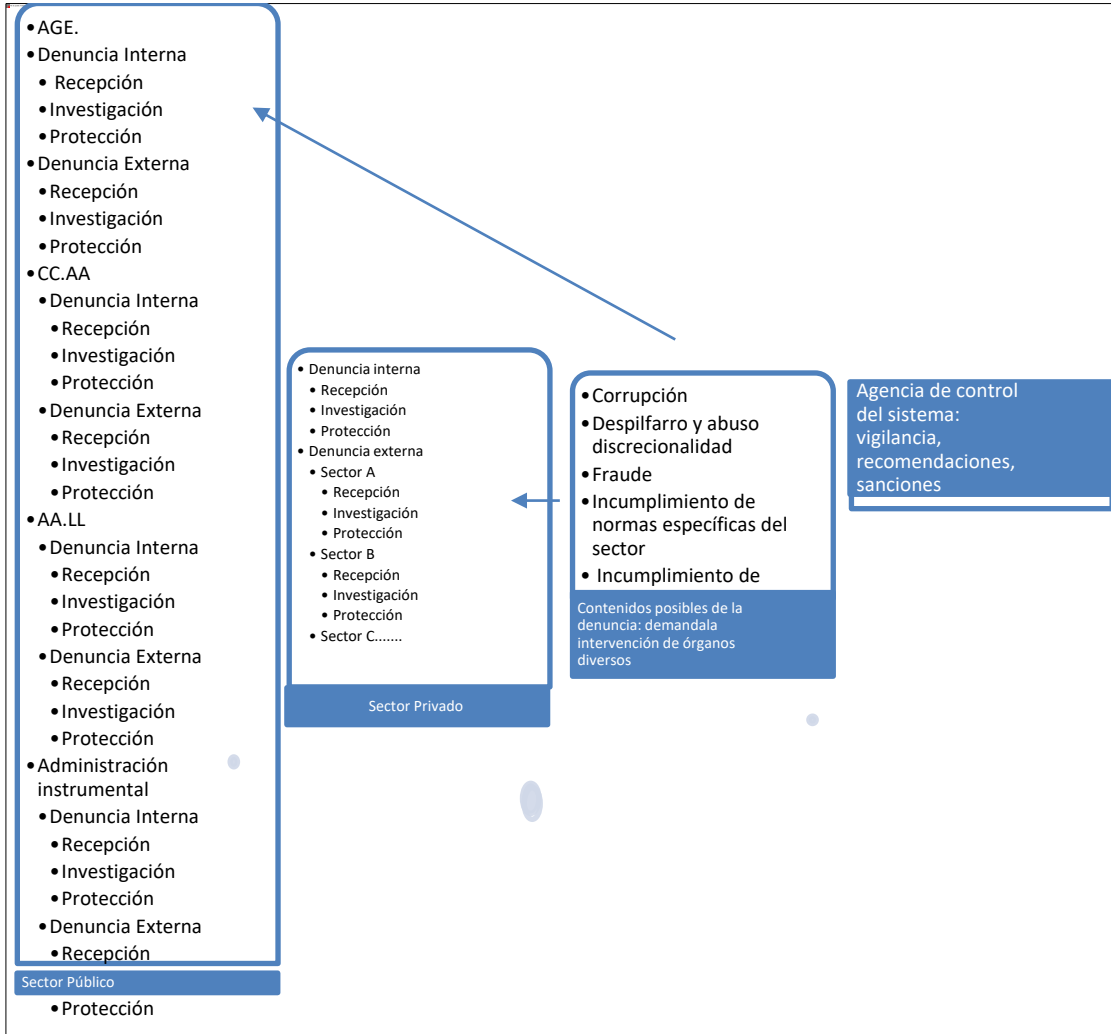 •AGE.
•Denuncia Interna
• Recepción
•Investigación
•Protección
•Denuncia Externa
•Recepción
•Investigación
•Protección
•CC.AA
•Denuncia Interna
•Recepción
•Investigación
•Protección
•Denuncia Externa
•Recepción
•Investigación
•Protección
•AA.LL
•Denuncia Interna
•Recepción
•Investigación
•Protección
•Denuncia Externa
•Recepción
•Investigación
•Protección
•Administración
instrumental
•Denuncia Interna
•Recepción
•Investigación
•Protección
•Denuncia Externa
•Recepción
Sector Público
•Protección
• Denuncia interna
• Recepción
• Investigación
• Protección
• Denuncia externa
• Sector A
• Recepción
• Investigación
• Protección
• Sector B
• Recepción
• Investigación
• Protección
• Sector C.......
Sector Privado
•Corrupción
•Despilfarro y abuso
discrecionalidad
•Fraude
•Incumplimiento de
normas específicas del
sector
• Incumplimiento de
Contenidos posibles de la
denuncia: demandala
intervención de órganos
diversos
Agencia de control
del sistema:
vigilancia,
recomendaciones,
sanciones